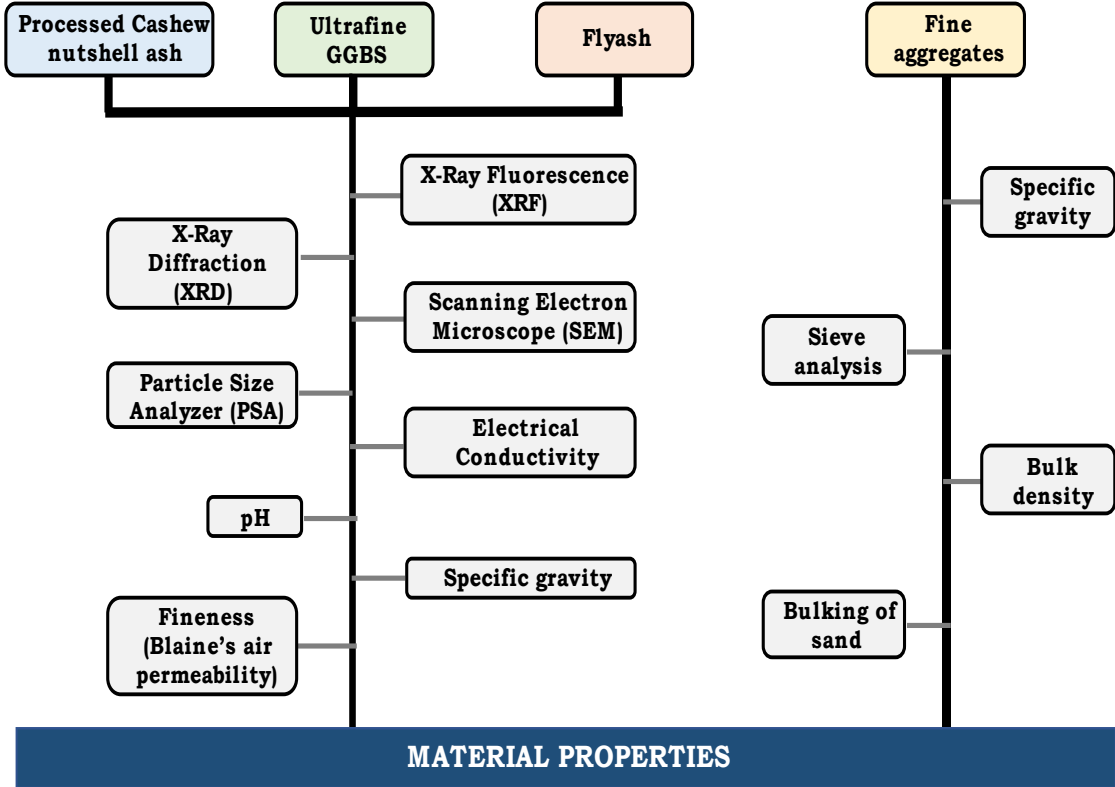 Processed Cashew
nutshell ash
Ultrafine
GGBS
Flyash
Fine
aggregates
X-Ray Fluorescence
(XRF)
Specific
gravity
X-Ray
Diffraction
(XRD)
Scanning Electron
Microscope (SEM)
Sieve
analysis
Particle Size
Analyzer (PSA)
Electrical
Conductivity
Bulk
density
pH
Specific gravity
Fineness
(Blaine’s air
permeability)
Bulking of
sand
MATERIAL PROPERTIES